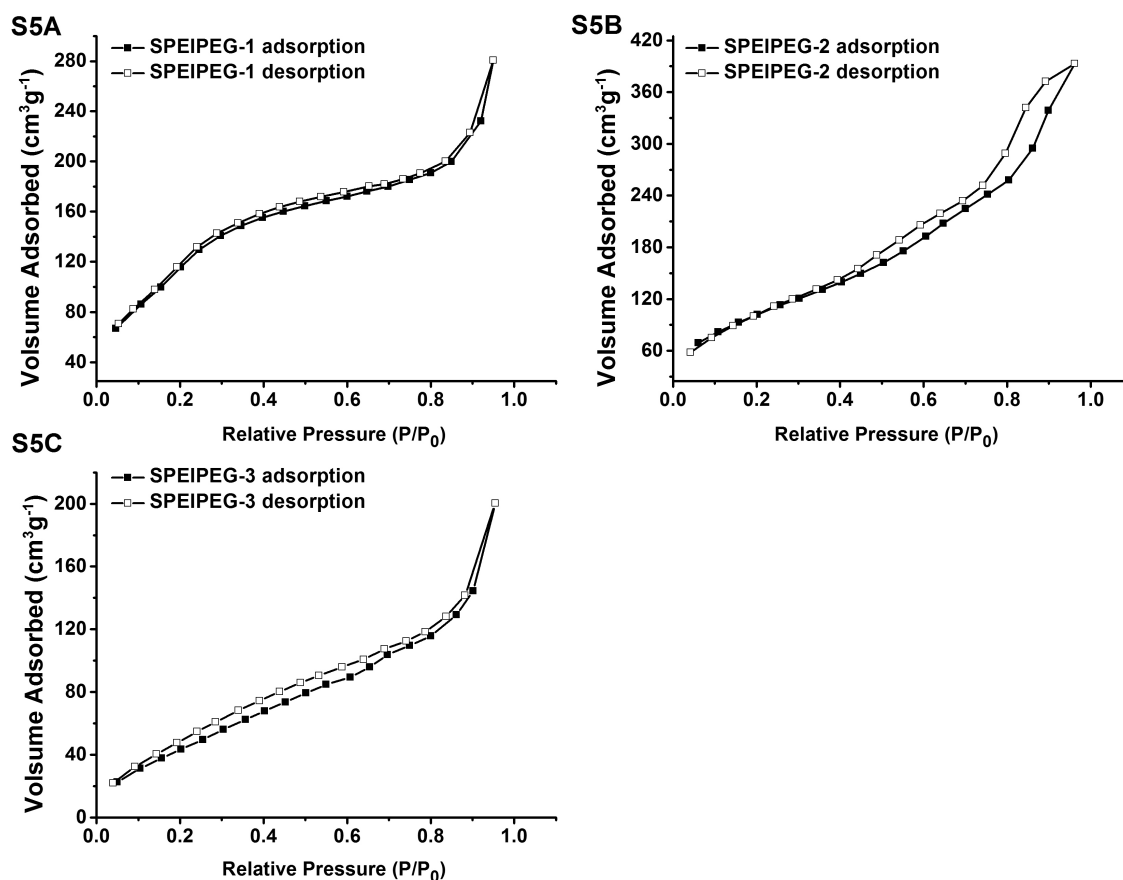 S5A
SPEIPEG-1 adsorption
SPEIPEG-1 desorption
Volsume Adsorbed (cm³g⁻¹)
280
240
200
160
120
80
40
0.0 0.2 0.4 0.6 0.8 1.0
Relative Pressure (P/P₀)
S5B
SPEIPEG-2 adsorption
SPEIPEG-2 desorption
Volsume Adsorbed (cm³g⁻¹)
420
360
300
240
180
120
60
0.0 0.2 0.4 0.6 0.8 1.0
Relative Pressure (P/P₀)
S5C
SPEIPEG-3 adsorption
SPEIPEG-3 desorption
Volsume Adsorbed (cm³g⁻¹)
200
160
120
80
40
0
0.0 0.2 0.4 0.6 0.8 1.0
Relative Pressure (P/P₀)